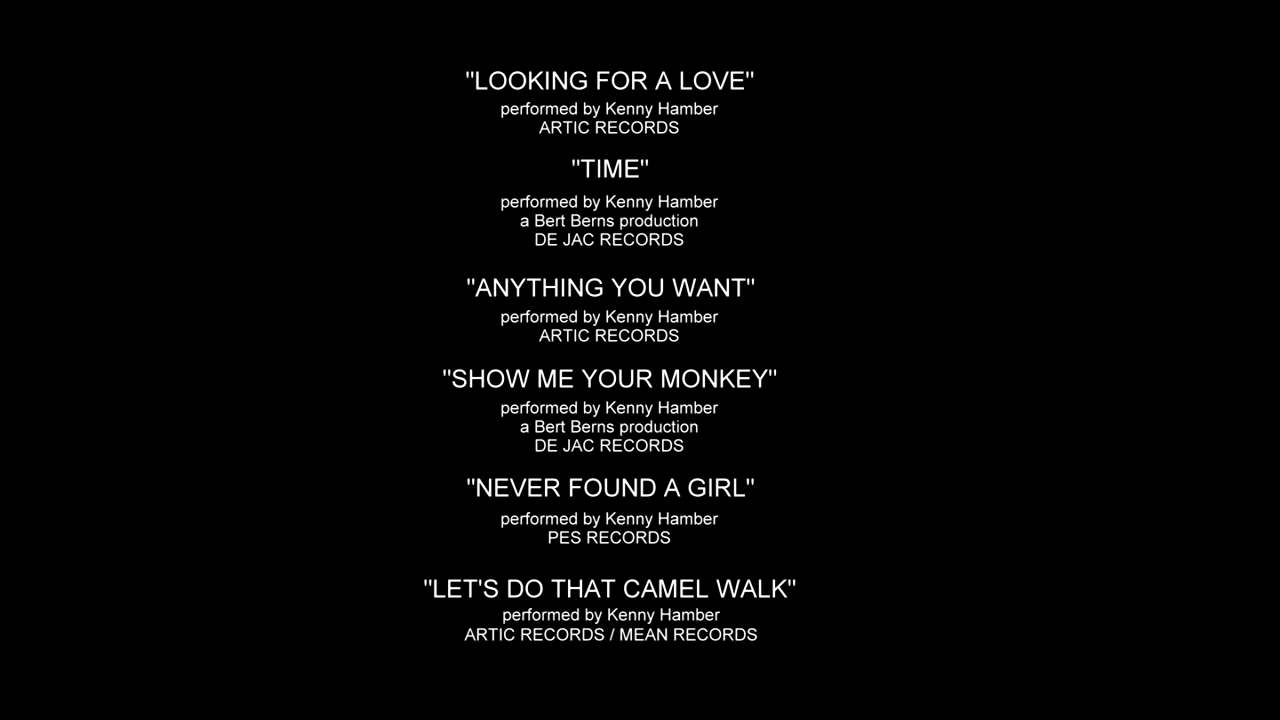 "LOOKING FOR A LOVE"
performed by Kenny Hamber
ARTIC RECORDS
"TIME"
performed by Kenny Hamber
a Bert Berns production
DE JAC RECORDS
"ANYTHING YOU WANT"
performed by Kenny Hamber
ARTIC RECORDS
"SHOW ME YOUR MONKEY"
performed by Kenny Hamber
a Bert Berns production
DE JAC RECORDS
"NEVER FOUND A GIRL"
performed by Kenny Hamber
PES RECORDS
"LET'S DO THAT CAMEL WALK"
performed by Kenny Hamber
ARTIC RECORDS / MEAN RECORDS